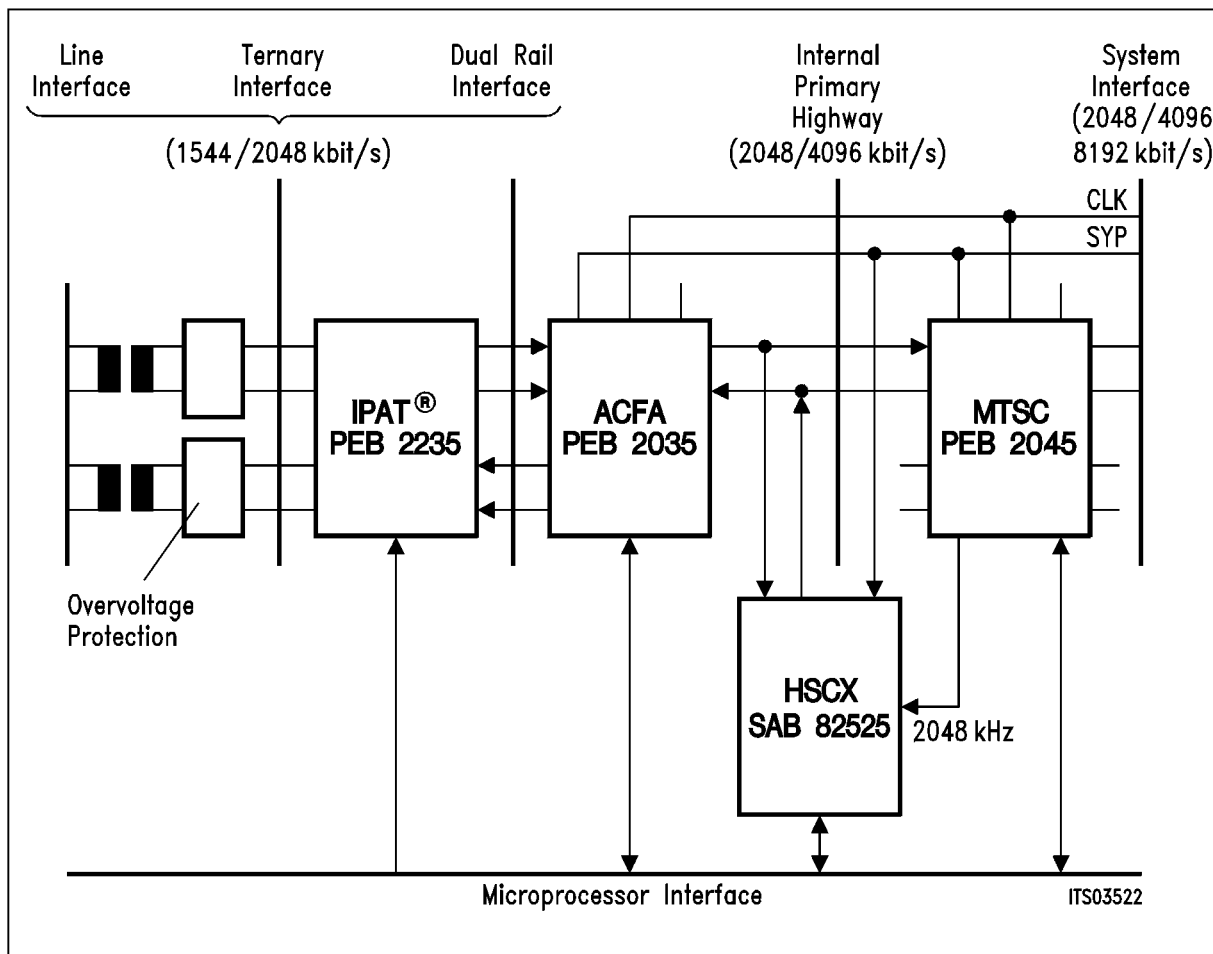 Line
Interface
Ternary
Interface
Dual Rail
Interface
(1544/2048 kbit/s)
Internal
Primary
Highway
(2048/4096 kbit/s)
System
Interface
(2048/4096
8192 kbit/s)
CLK
SYP
IPAT®
PEB 2235
ACFA
PEB 2035
MTSC
PEB 2045
Overvoltage
Protection
HSCX
SAB 82525
2048 kHz
Microprocessor Interface
ITS03522